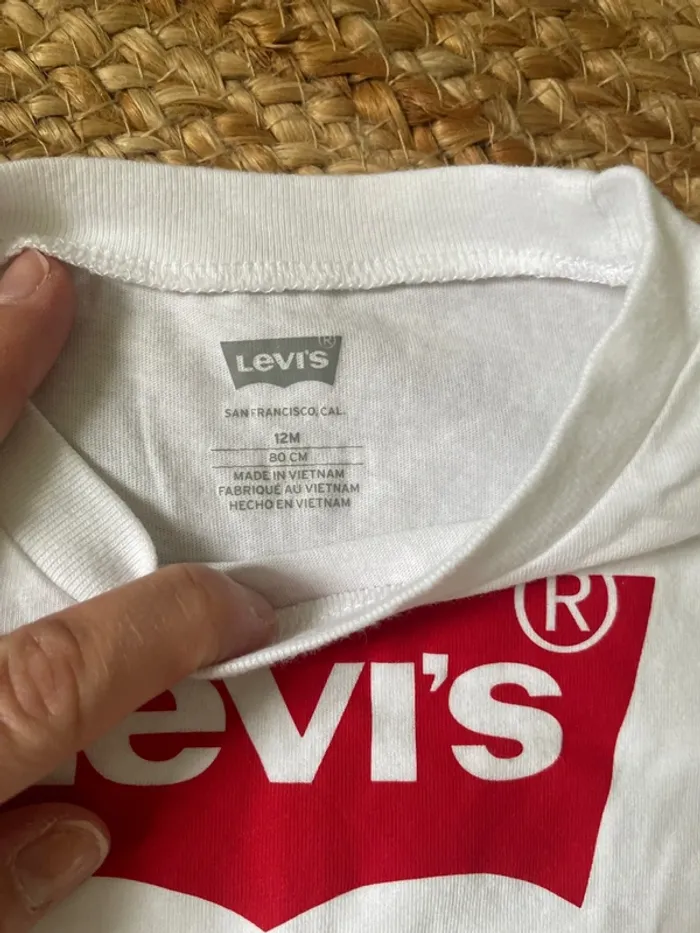 Levi's
®
SAN FRANCISCO, CAL.
12M
80 CM
MADE IN VIETNAM
FABRIQUÉ AU VIETNAM
HECHO EN VIETNAM
®
evi's